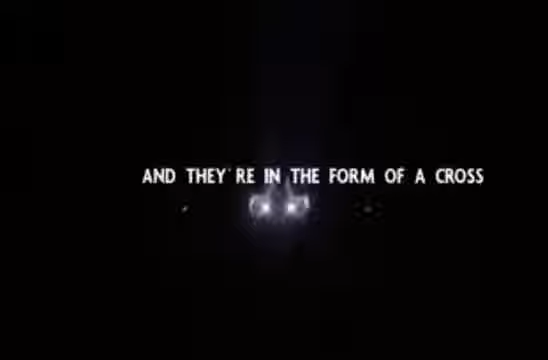 AND THEY'RE IN THE FORM OF A CROSS